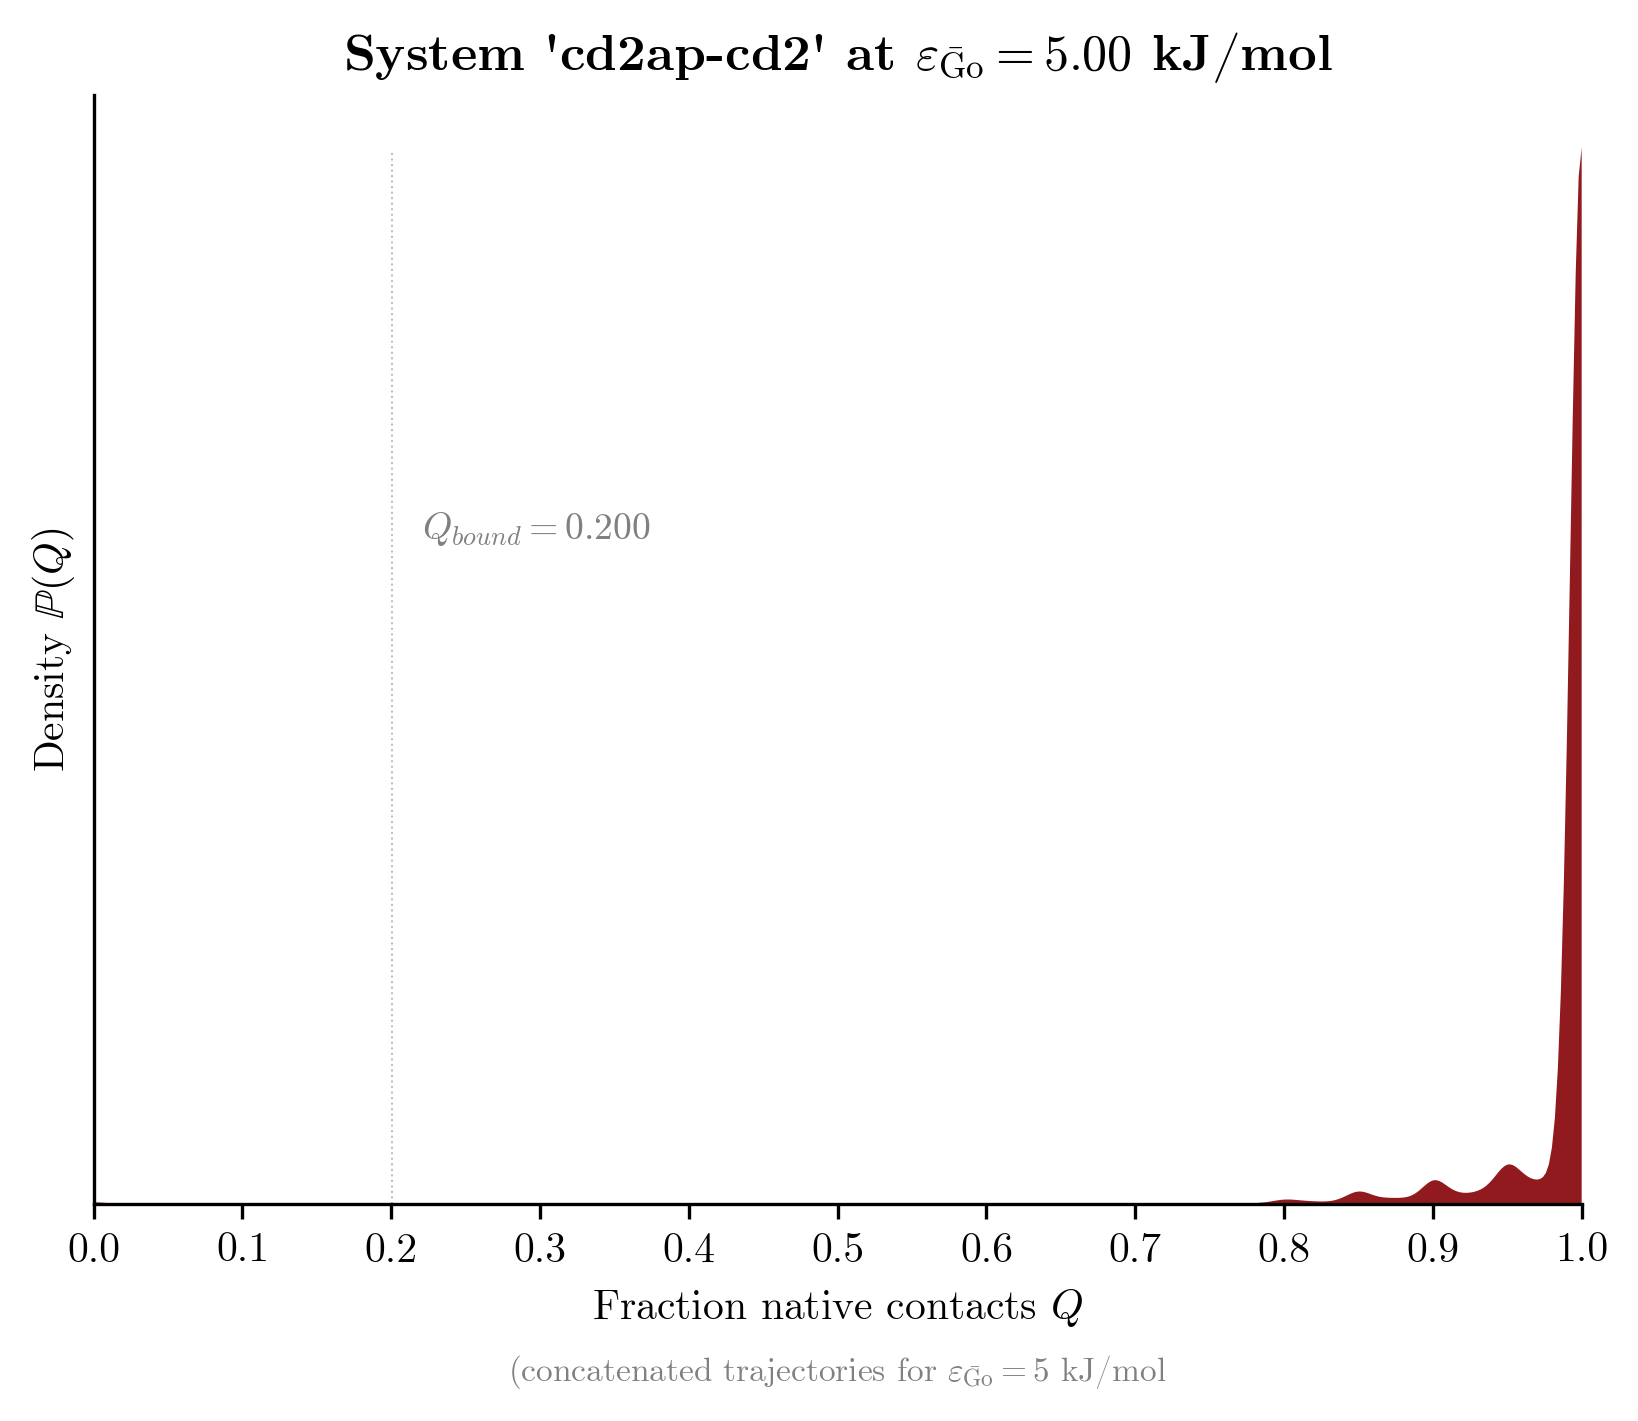 System 'cd2ap-cd2' at ε_Ḡo = 5.00 kJ/mol
Density ℙ(Q)
Q_bound = 0.200
0.0 0.1 0.2 0.3 0.4 0.5 0.6 0.7 0.8 0.9 1.0
Fraction native contacts Q
(concatenated trajectories for ε_Ḡo = 5 kJ/mol